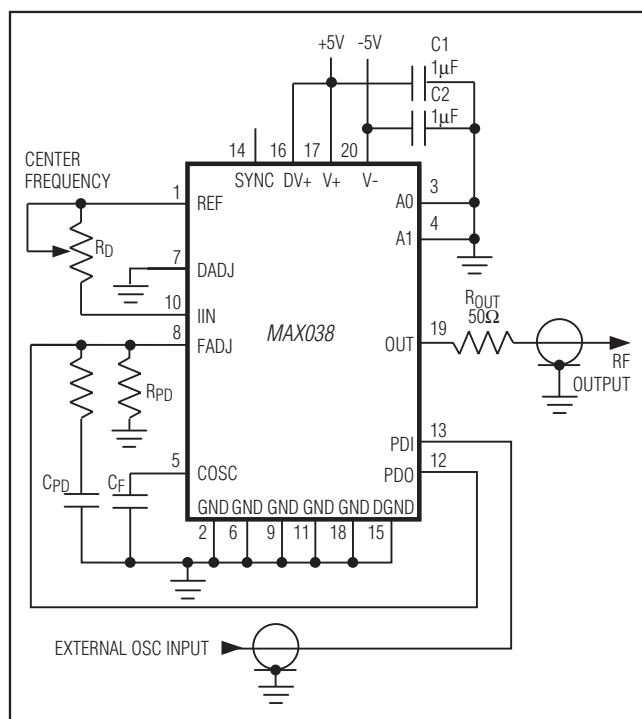 +5V -5V C1
1µF
C2
1µF
14 16 17 20
CENTER
FREQUENCY
SYNC DV+ V+ V-
1 REF A0 3
RD A1 4
7 DADJ
10 IIN MAX038 ROUT
50Ω
8 FADJ OUT 19
RF
OUTPUT
RPD
PDI 13
PDO 12
5 COSC
CPD CF
GND GND GND GND GND DGND
2 6 9 11 18 15
EXTERNAL OSC INPUT